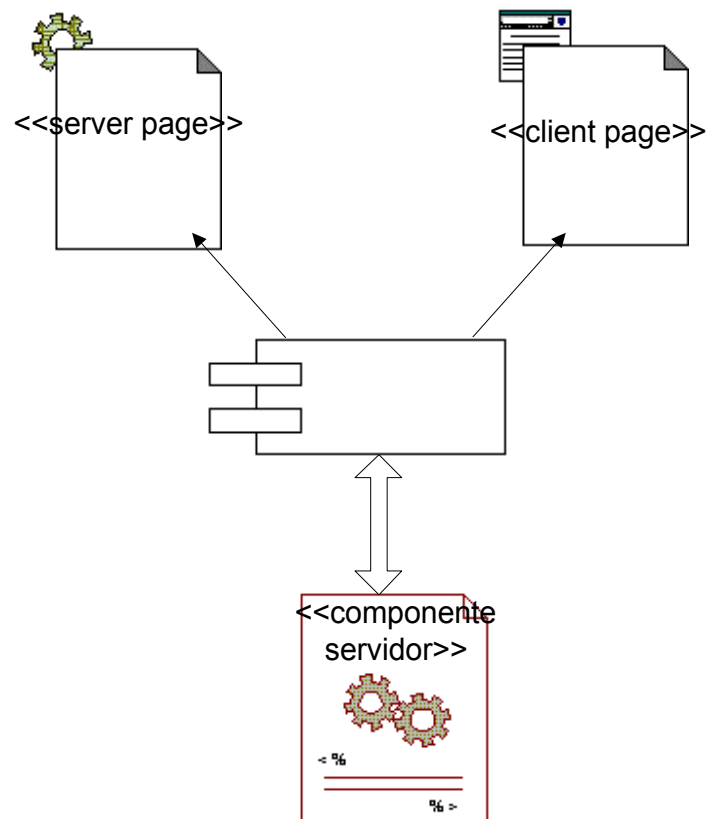 <<server page>>
<<client page>>
<<componente
servidor>>
< %
% >